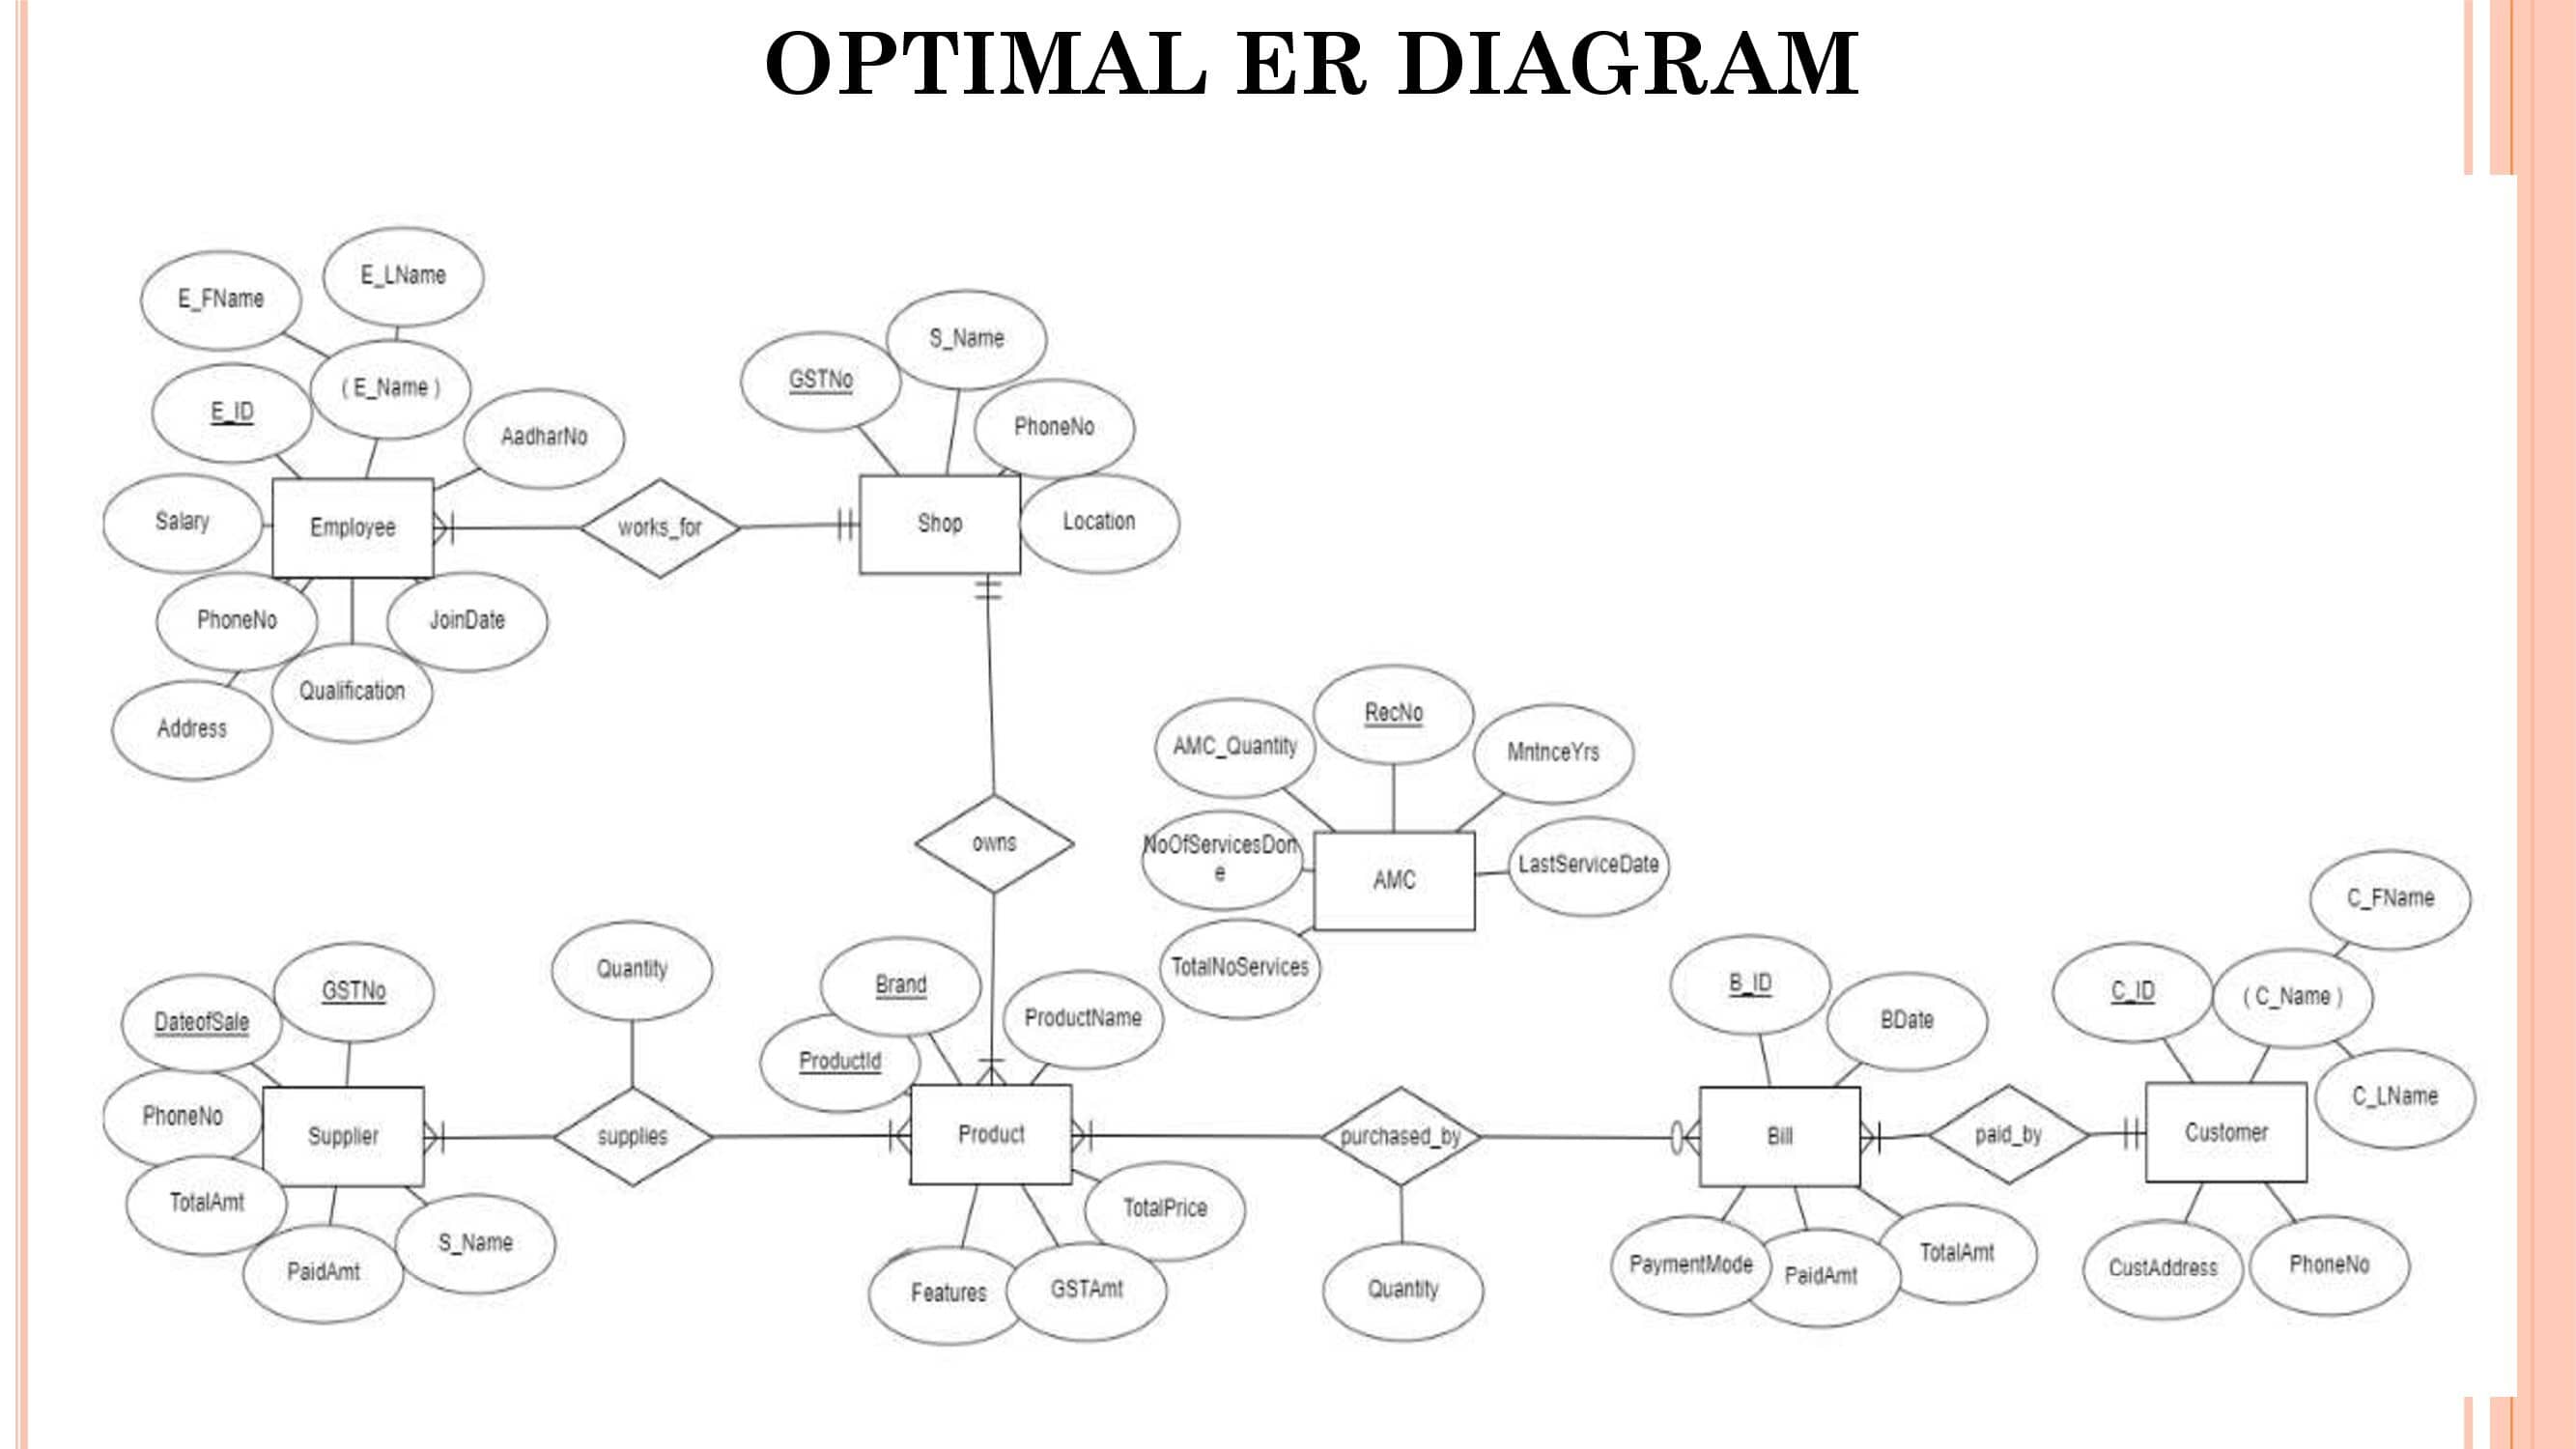 OPTIMAL ER DIAGRAM
E_FName
E_LName
( E_Name )
E_ID
AadharNo
Salary
Employee
PhoneNo
JoinDate
Qualification
Address
works_for
GSTNo
S_Name
PhoneNo
Shop
Location
owns
AMC_Quantity
RecNo
MntnceYrs
NoOfServicesDon
e
AMC
LastServiceDate
TotalNoServices
DateofSale
GSTNo
PhoneNo
Supplier
TotalAmt
PaidAmt
S_Name
Quantity
supplies
Brand
ProductId
ProductName
Product
TotalPrice
Features
GSTAmt
purchased_by
Quantity
B_ID
BDate
Bill
PaymentMode
PaidAmt
TotalAmt
paid_by
C_FName
C_ID
( C_Name )
C_LName
Customer
CustAddress
PhoneNo